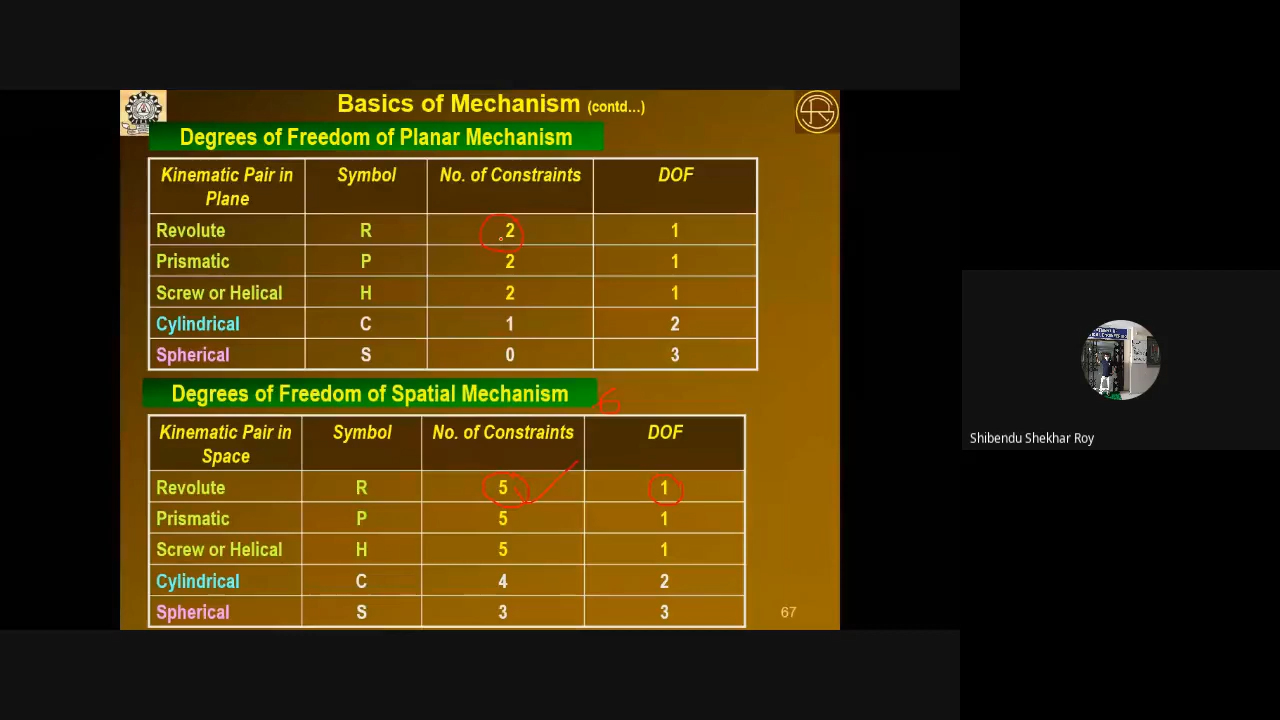 Basics of Mechanism (contd...)
Degrees of Freedom of Planar Mechanism
Kinematic Pair in Plane Symbol No. of Constraints DOF
Revolute R 2 1
Prismatic P 2 1
Screw or Helical H 2 1
Cylindrical C 1 2
Spherical S 0 3
Degrees of Freedom of Spatial Mechanism 6
Kinematic Pair in Space Symbol No. of Constraints DOF
Revolute R 5 1
Prismatic P 5 1
Screw or Helical H 5 1
Cylindrical C 4 2
Spherical S 3 3
67
Shibendu Shekhar Roy